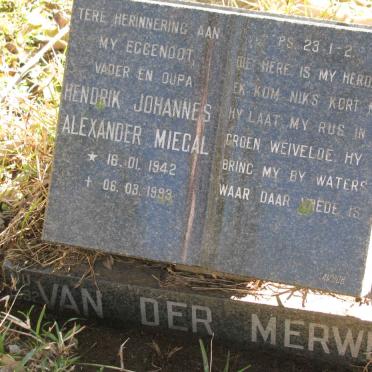 TERE HERINNERING AAN
MY EGGENOOT,
VADER EN OUPA
HENDRIK JOHANNES
ALEXANDER MIEGAL
* 18.01.1942
+ 06.03.1993
PS. 23:1-2
DIE HERE IS MY HERD
EK KOM NIKS KORT
HY LAAT MY RUS IN
GROEN WEIVELDE, HY
BRING MY BY WATERS
WAAR DAAR VREDE IS
VAN DER MERW